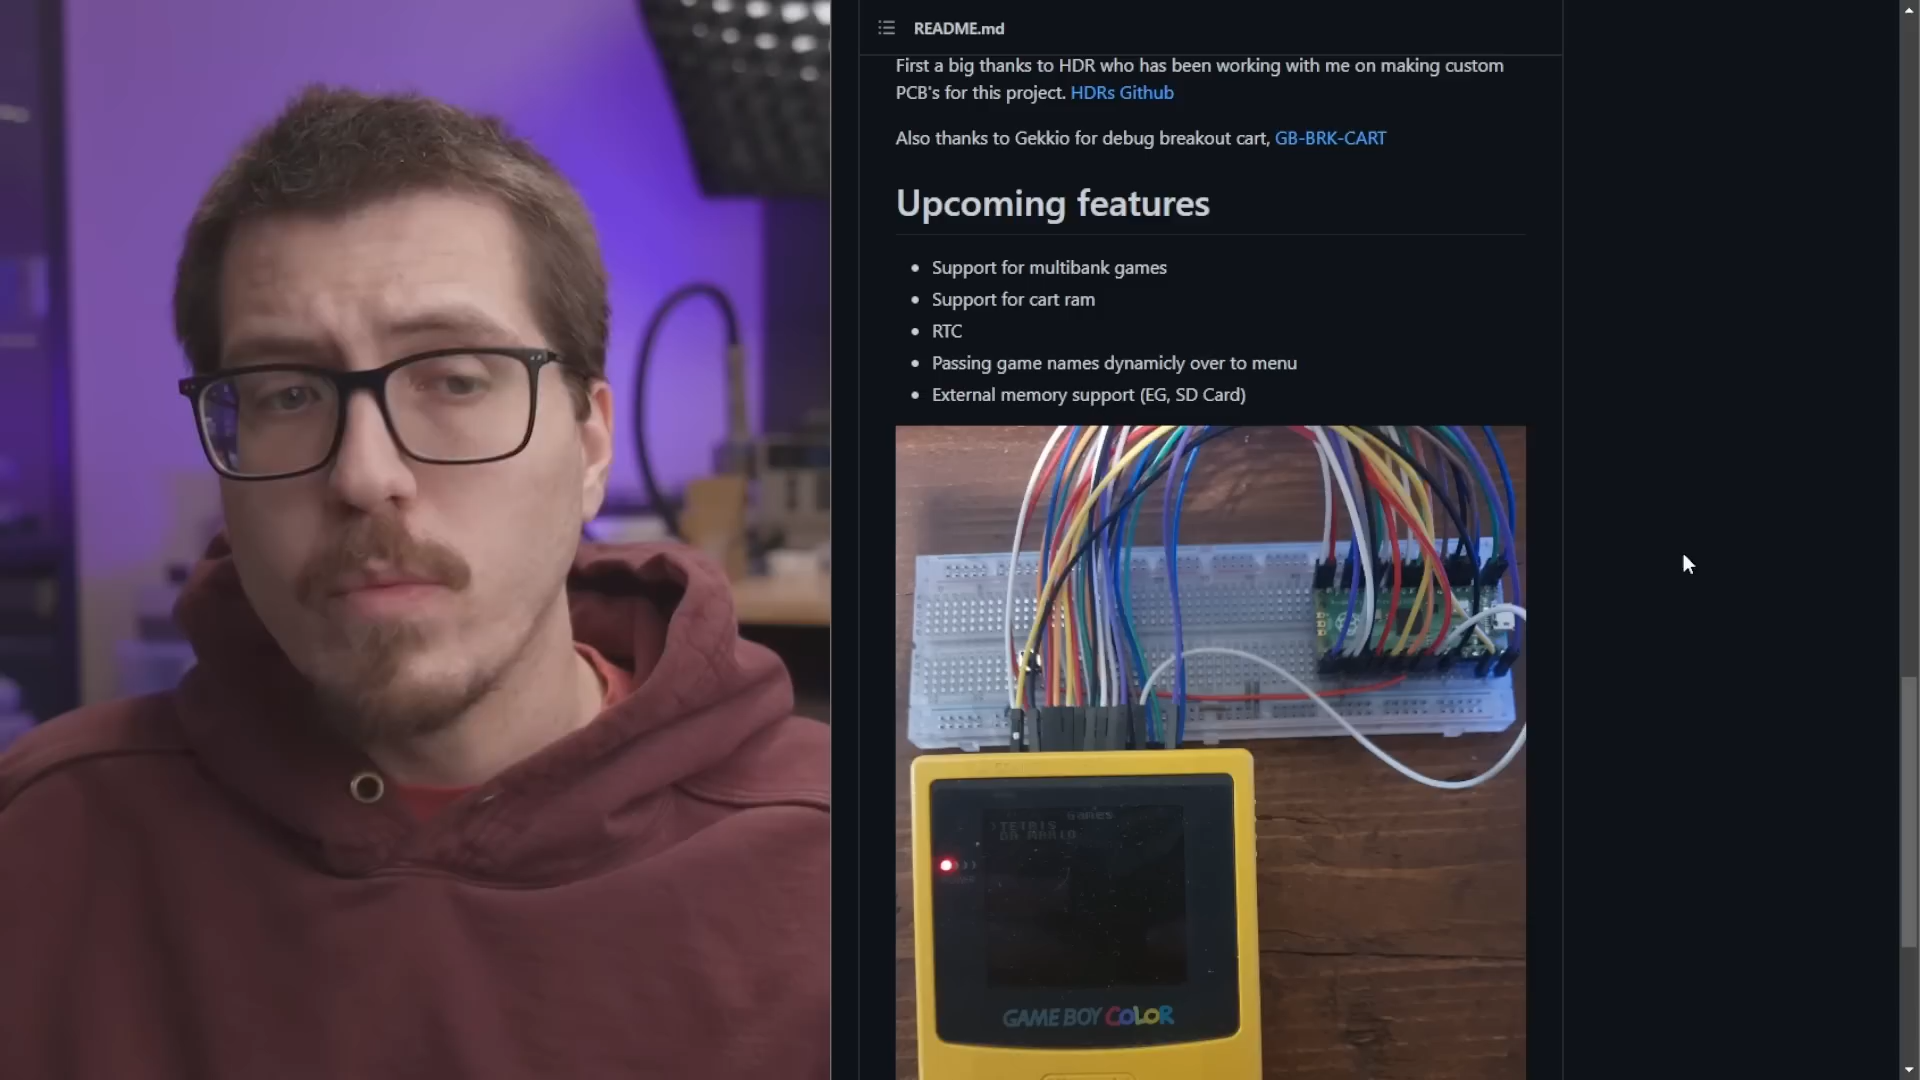 README.md
First a big thanks to HDR who has been working with me on making custom
PCB's for this project. HDRs Github
Also thanks to Gekkio for debug breakout cart, GB-BRK-CART
Upcoming features
Support for multibank games
Support for cart ram
RTC
Passing game names dynamicly over to menu
External memory support (EG, SD Card)
Games
>TETRIS
DR MARIO
GAME BOY COLOR